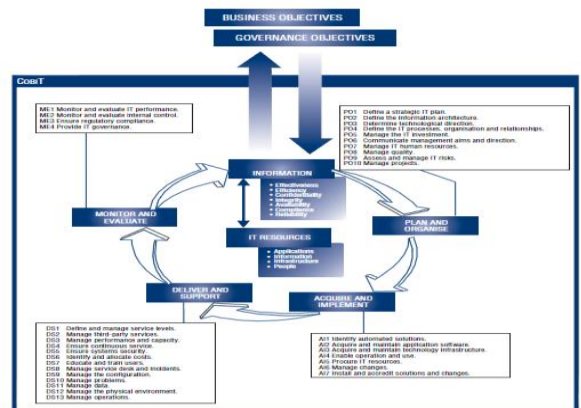 BUSINESS OBJECTIVES
GOVERNANCE OBJECTIVES
COBIT
ME1 Monitor and evaluate IT performance.
ME2 Monitor and evaluate internal control.
ME3 Ensure regulatory compliance.
ME4 Provide IT governance.
PO1 Define a strategic IT plan.
PO2 Define the information architecture.
PO3 Determine technological direction.
PO4 Define the IT processes, organisation and relationships.
PO5 Manage the IT investment.
PO6 Communicate management aims and direction.
PO7 Manage IT human resources.
PO8 Manage quality.
PO9 Assess and manage IT risks.
PO10 Manage projects.
INFORMATION
• Effectiveness
• Efficiency
• Confidentiality
• Integrity
• Availability
• Compliance
• Reliability
MONITOR AND
EVALUATE
PLAN AND
ORGANISE
IT RESOURCES
• Applications
• Information
• Infrastructure
• People
DELIVER AND
SUPPORT
ACQUIRE AND
IMPLEMENT
DS1 Define and manage service levels.
DS2 Manage third-party services.
DS3 Manage performance and capacity.
DS4 Ensure continuous service.
DS5 Ensure systems security.
DS6 Identify and allocate costs.
DS7 Educate and train users.
DS8 Manage service desk and incidents.
DS9 Manage the configuration.
DS10 Manage problems.
DS11 Manage data.
DS12 Manage the physical environment.
DS13 Manage operations.
AI1 Identify automated solutions.
AI2 Acquire and maintain application software.
AI3 Acquire and maintain technology infrastructure.
AI4 Enable operation and use.
AI5 Procure IT resources.
AI6 Manage changes.
AI7 Install and accredit solutions and changes.